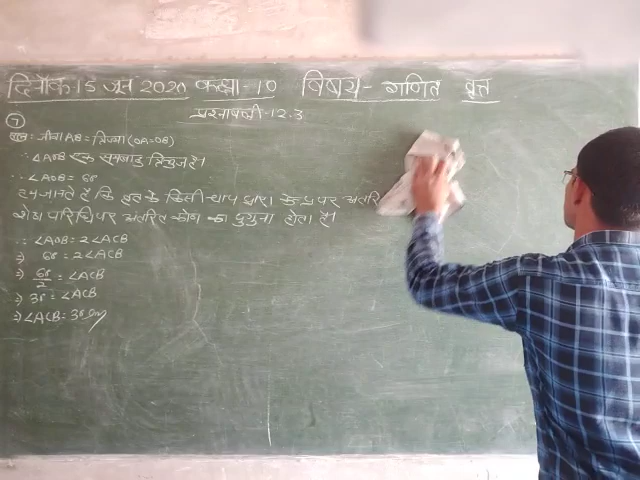 दिनाँक 15 जून 2020 कक्षा-10 विषय- गणित वृत्त
प्रश्नावली-12.3
7
हल:- जीवा AB = त्रिज्या (OA=OB)
∴ ∠AOB एक समबाहु त्रिभुज है।
∴ ∠AOB = 60°
हम जानते हैं कि वृत्त के किसी चाप द्वारा केन्द्र पर अंतरि
कोण परिधि पर अंतरित कोण का दुगुना होता है।
∴ ∠AOB = 2∠ACB
⇒ 60° = 2∠ACB
⇒ 60°/2 = ∠ACB
⇒ 30° = ∠ACB
⇒ ∠ACB = 30°